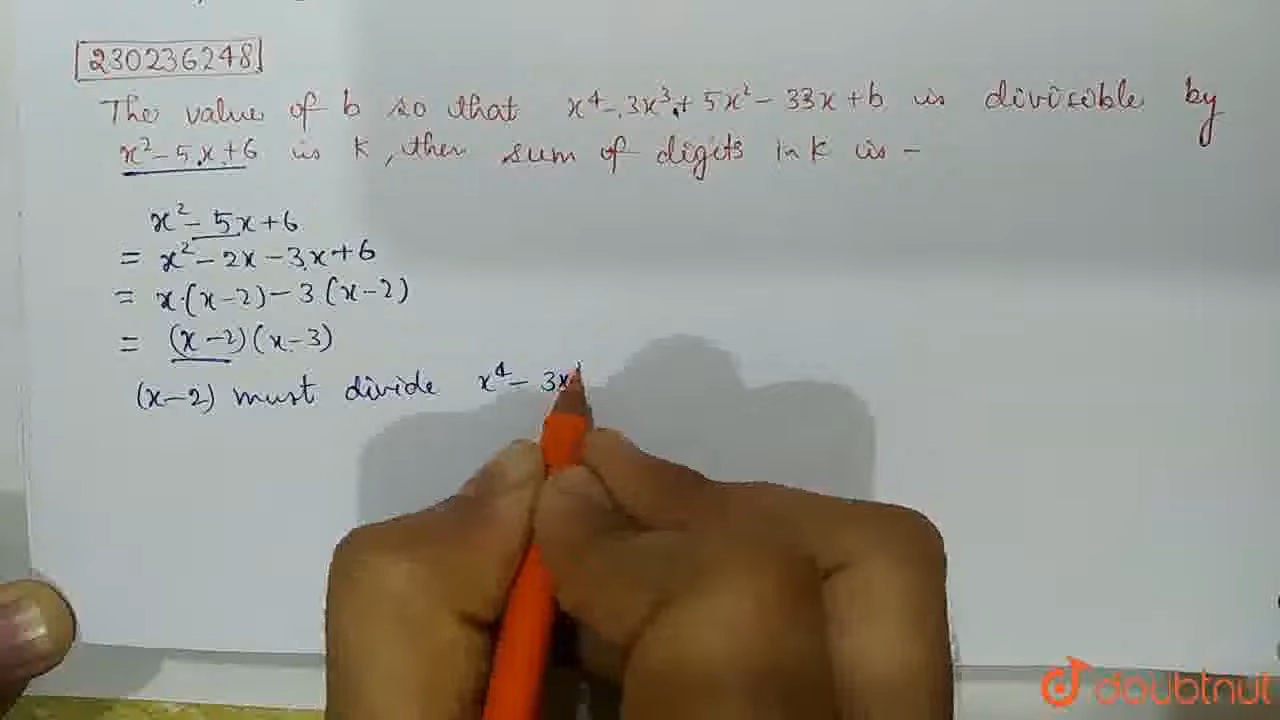 230236248
The value of b so that x⁴-3x³+5x²-33x+b is divisible by
x²-5x+6 is k, then sum of digits in k is -
x²-5x+6
= x²-2x-3x+6
= x.(x-2)-3(x-2)
= (x-2)(x-3)
(x-2) must divide x⁴-3x
doubtnut